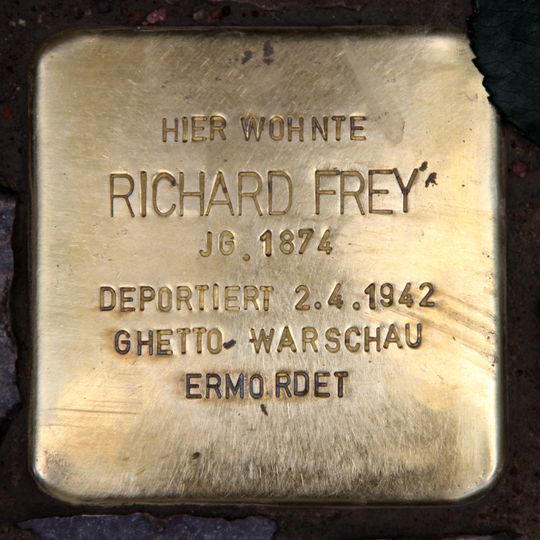 HIER WOHNTE
RICHARD FREY
JG. 1874
DEPORTIERT 2.4.1942
GHETTO WARSCHAU
ERMORDET